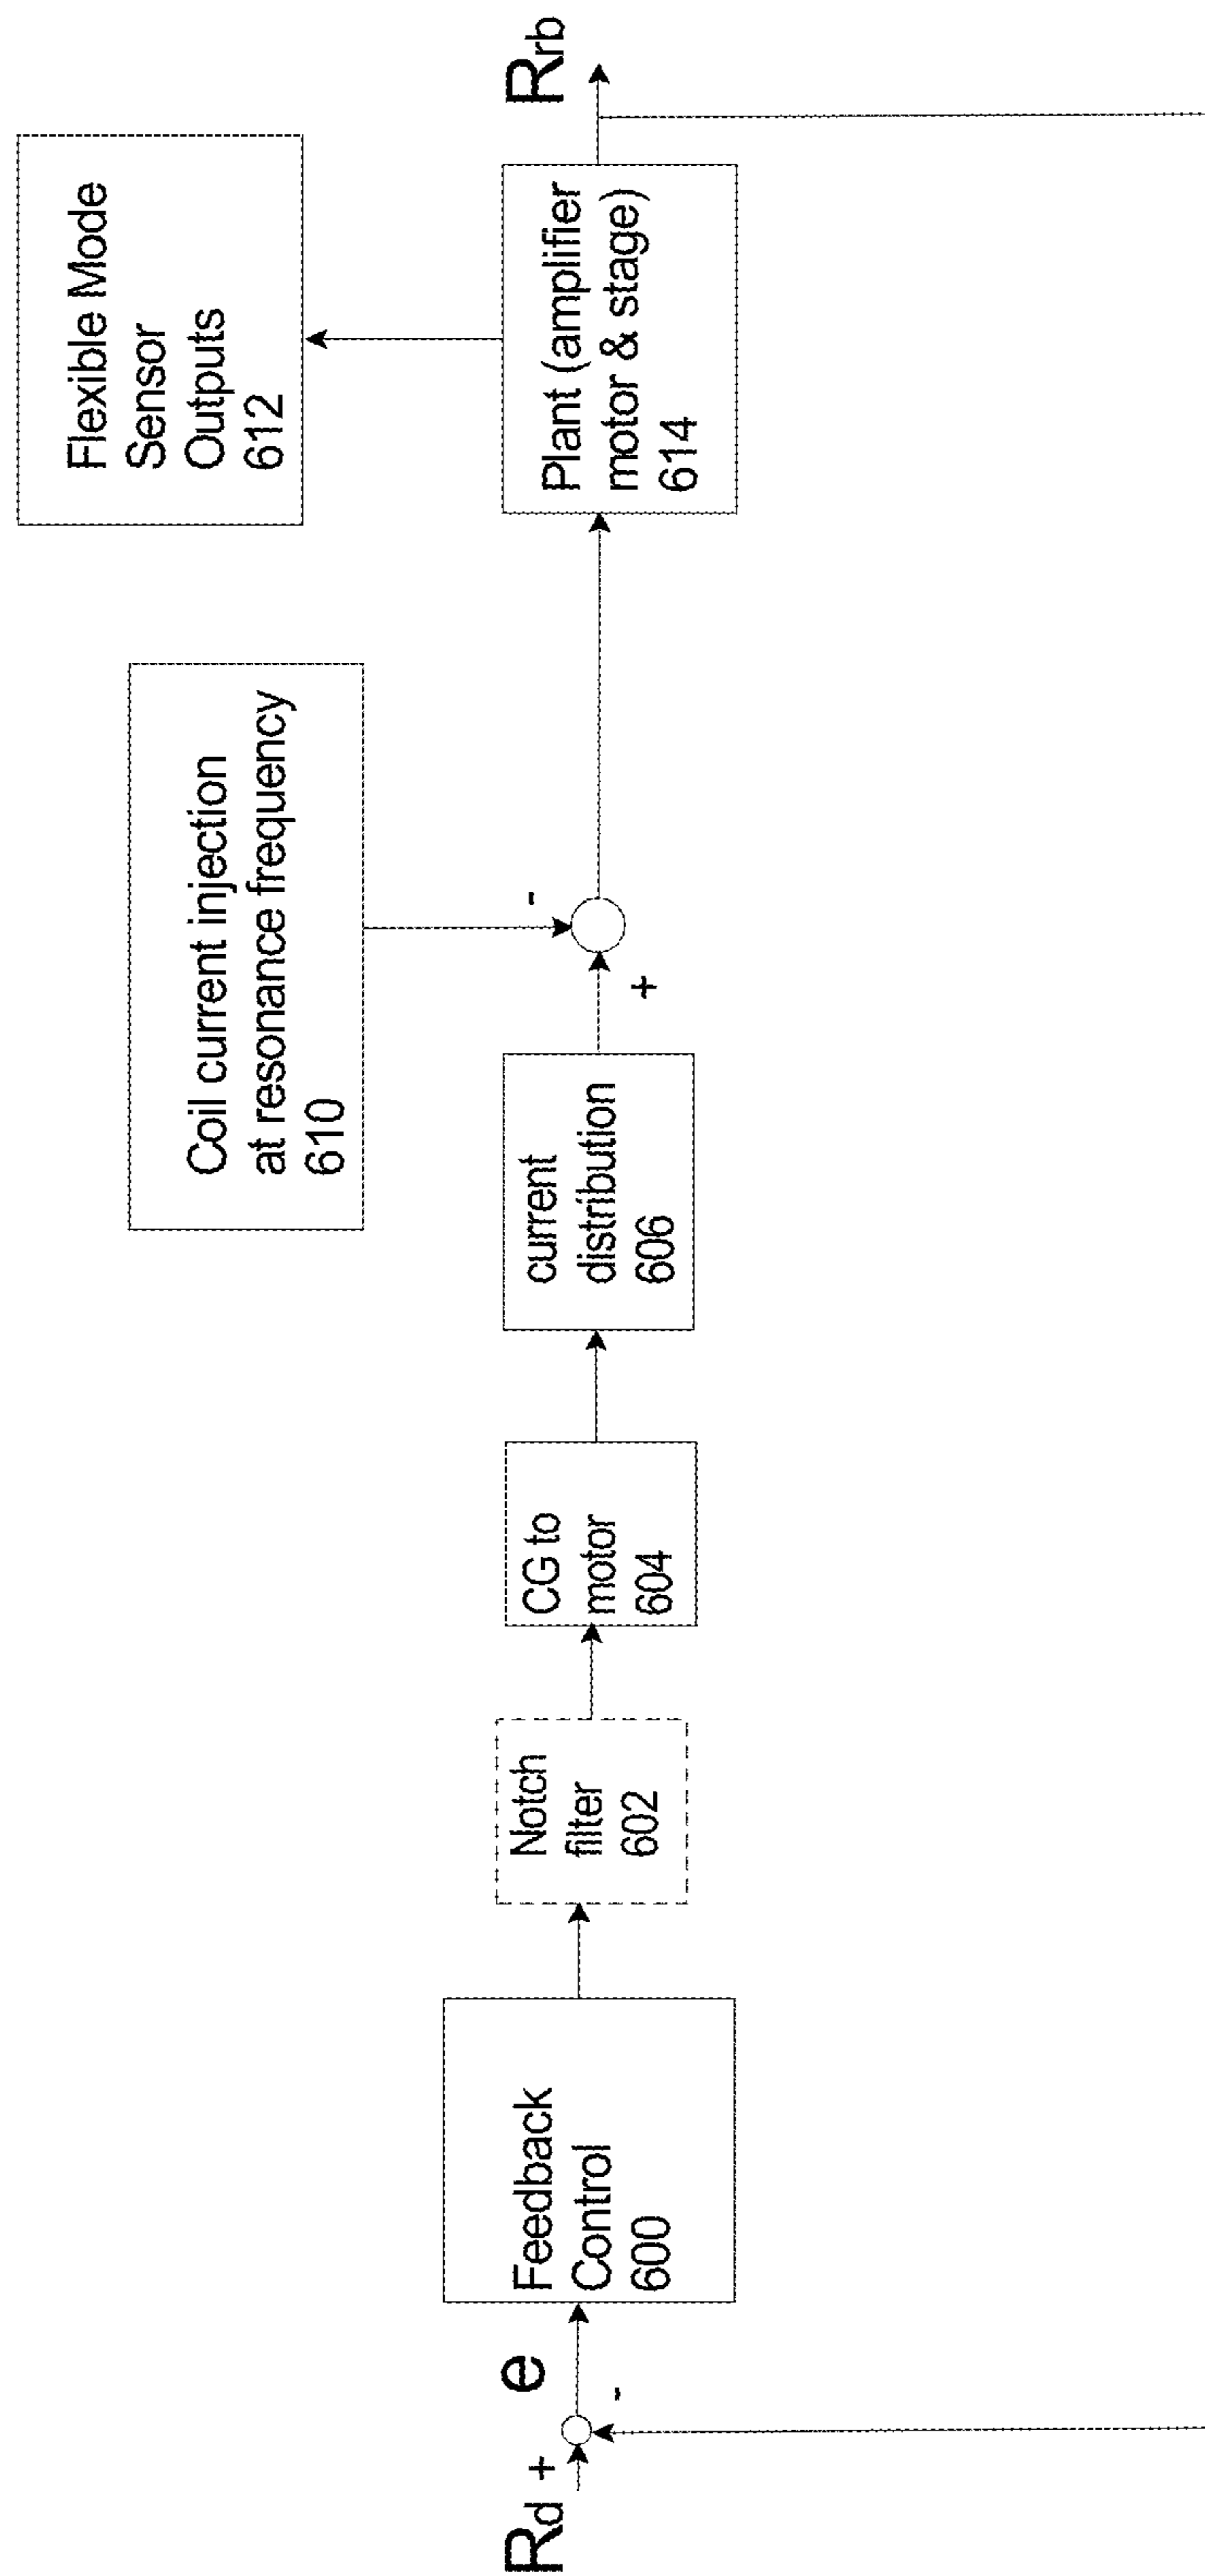 Rd + e
-
Feedback
Control
600
Notch
filter
602
CG to
motor
604
current
distribution
606
+
-
Coil current injection
at resonance frequency
610
Plant (amplifier
motor & stage)
614
Flexible Mode
Sensor
Outputs
612
Rrb